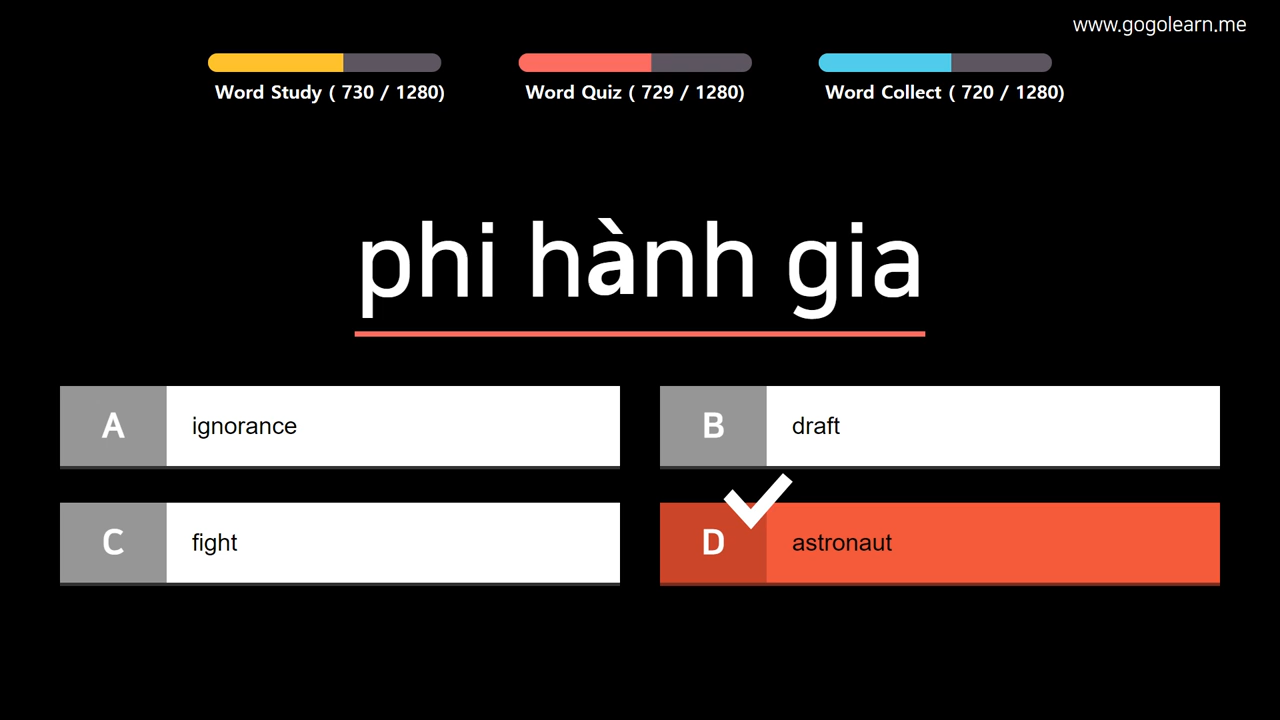 www.gogolearn.me
Word Study ( 730 / 1280)
Word Quiz ( 729 / 1280)
Word Collect ( 720 / 1280)
phi hành gia
A ignorance
B draft
C fight
D astronaut